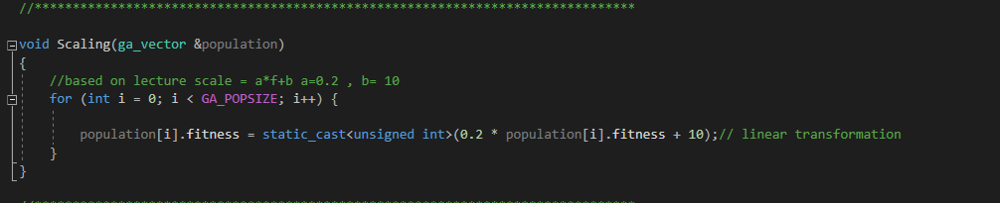 //*******************************************************************************
void Scaling(ga_vector &population)
{
//based on lecture scale = a*f+b a=0.2 , b= 10
for (int i = 0; i < GA_POPSIZE; i++) {
population[i].fitness = static_cast<unsigned int>(0.2 * population[i].fitness + 10);// linear transformation
}
}